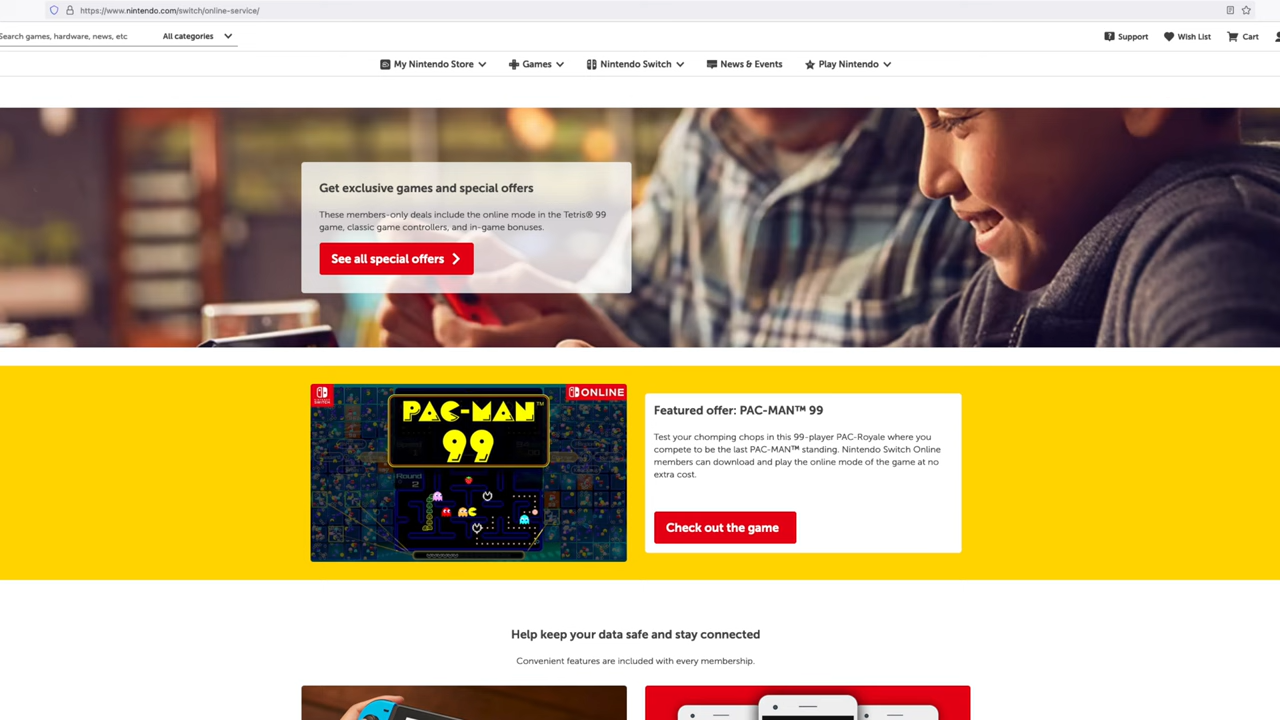 https://www.nintendo.com/switch/online-service/
Search games, hardware, news, etc
All categories
Support
Wish List
Cart
My Nintendo Store
Games
Nintendo Switch
News & Events
Play Nintendo
Get exclusive games and special offers
These members-only deals include the online mode in the Tetris® 99
game, classic game controllers, and in-game bonuses.
See all special offers
ONLINE
PAC-MAN™
99
Round
2
Featured offer: PAC-MAN™ 99
Test your chomping chops in this 99-player PAC-Royale where you
compete to be the last PAC-MAN™ standing. Nintendo Switch Online
members can download and play the online mode of the game at no
extra cost.
Check out the game
Help keep your data safe and stay connected
Convenient features are included with every membership.